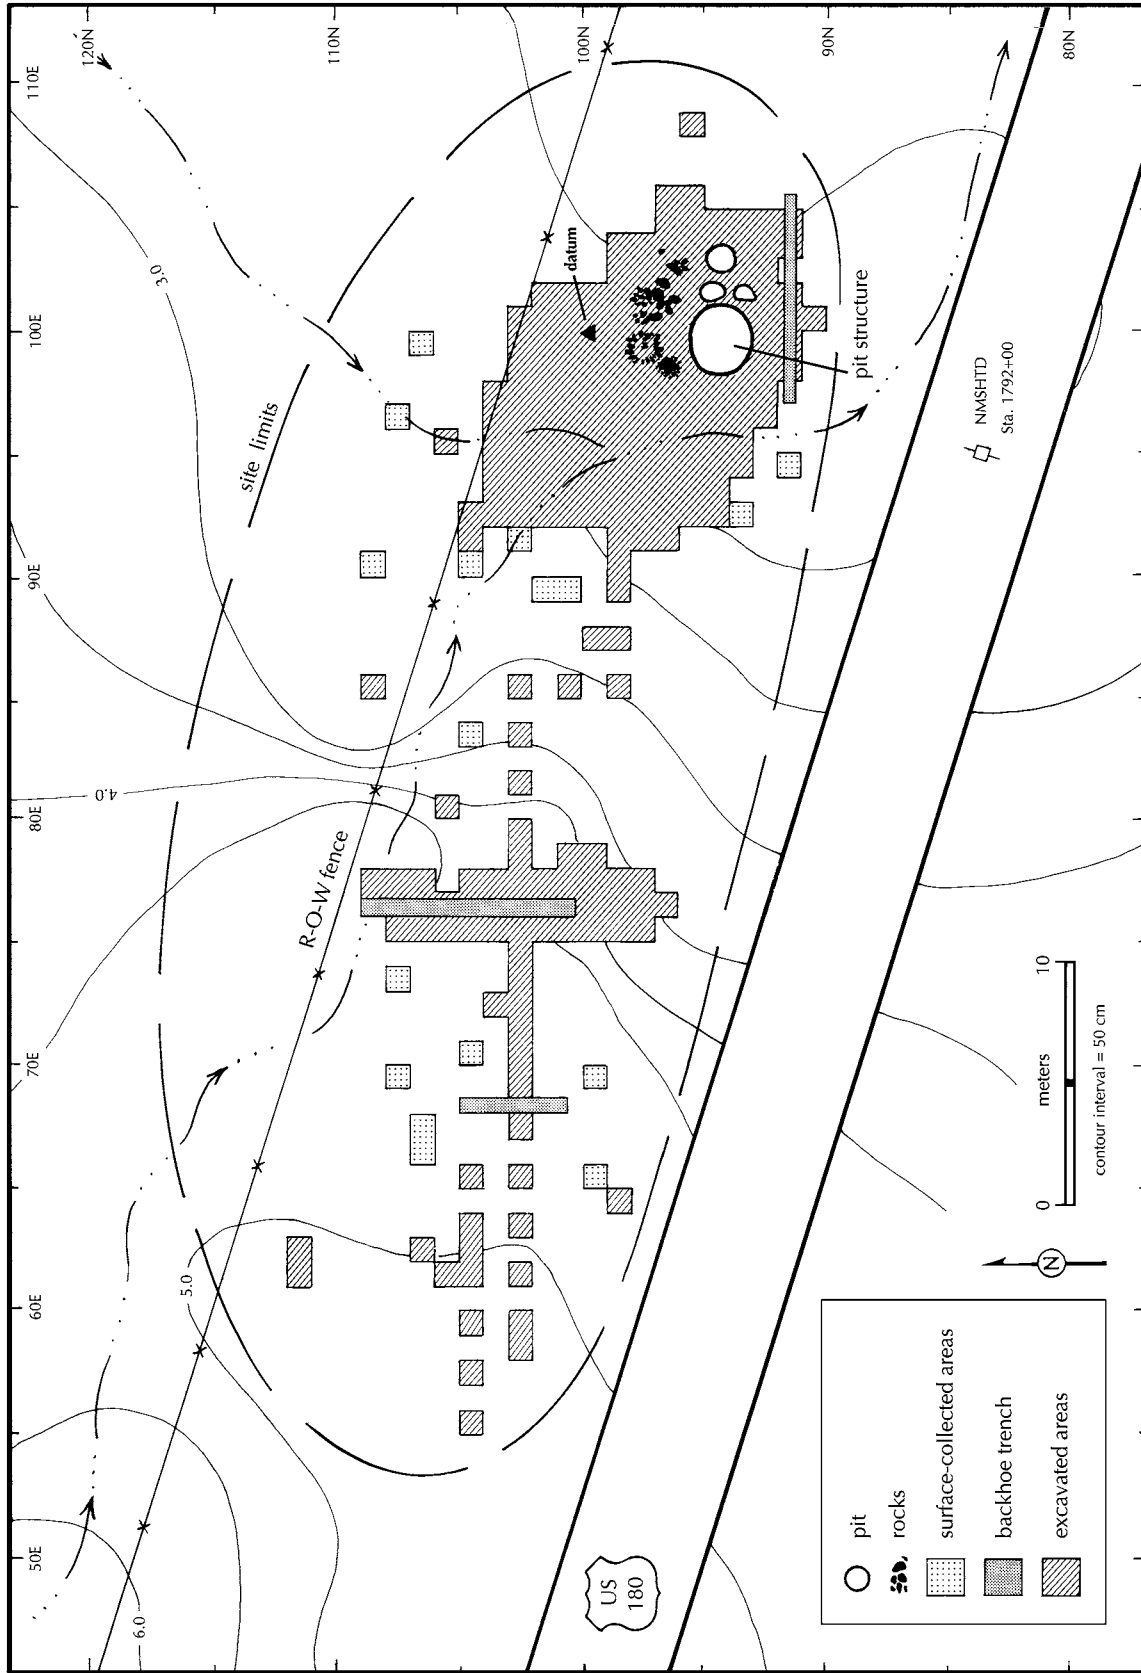 50E
60E
70E
80E
90E
100E
110E
120N
110N
100N
90N
80N
6.0
5.0
4.0
3.0
site limits
R-O-W fence
datum
pit structure
NMSHTD
Sta. 1792+00
US
180
pit
rocks
surface-collected areas
backhoe trench
excavated areas
N
0
meters
10
contour interval = 50 cm